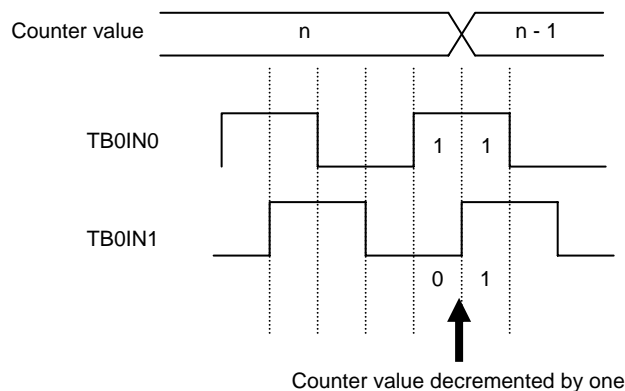 Counter value n n - 1
TB0IN0
1 1
TB0IN1
0 1
Counter value decremented by one